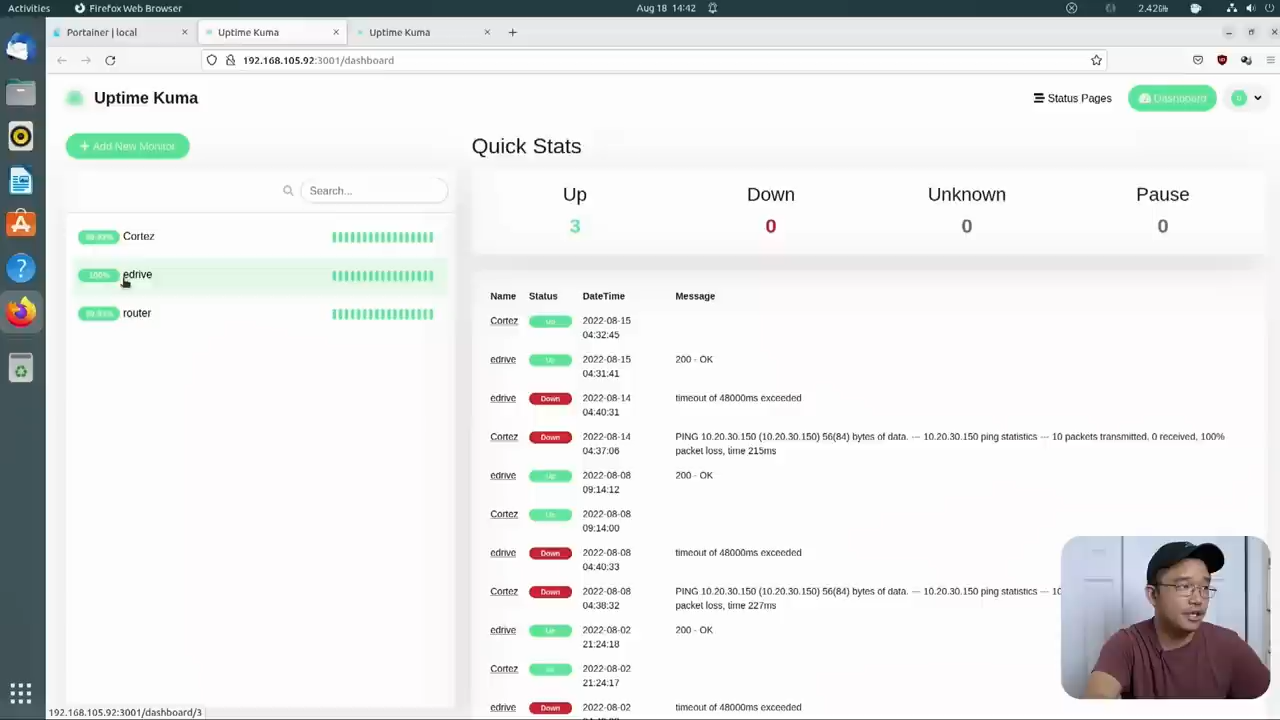 Activities
Firefox Web Browser
Aug 18 14:42
Portainer | local
Uptime Kuma
Uptime Kuma
192.168.105.92:3001/dashboard
Uptime Kuma
Status Pages
Dashboard
+ Add New Monitor
Search...
Cortez
100% edrive
router
Quick Stats
Up Down Unknown Pause
3 0 0 0
Name Status DateTime Message
Cortez Up 2022-08-15
04:32:45
edrive Up 2022-08-15 200 - OK
04:31:41
edrive Down 2022-08-14 timeout of 48000ms exceeded
04:40:31
Cortez Down 2022-08-14 PING 10.20.30.150 (10.20.30.150) 56(84) bytes of data. --- 10.20.30.150 ping statistics --- 10 packets transmitted, 0 received, 100%
04:37:06 packet loss, time 215ms
edrive Up 2022-08-08 200 - OK
09:14:12
Cortez Up 2022-08-08
09:14:00
edrive Down 2022-08-08 timeout of 48000ms exceeded
04:40:33
Cortez Down 2022-08-08 PING 10.20.30.150 (10.20.30.150) 56(84) bytes of data. --- 10.20.30.150 ping statistics --- 10
04:38:32 packet loss, time 227ms
edrive Up 2022-08-02 200 - OK
21:24:18
Cortez Up 2022-08-02
21:24:17
edrive Down 2022-08-02 timeout of 48000ms exceeded
192.168.105.92:3001/dashboard/3